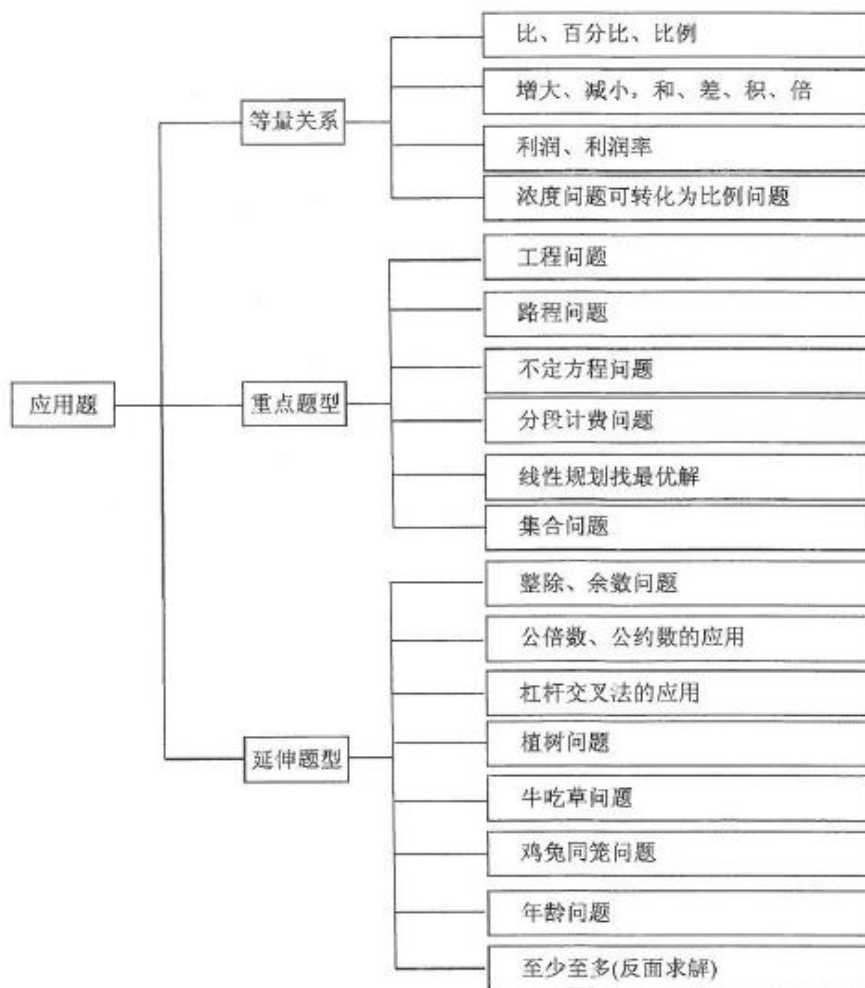 应用题
等量关系
比、百分比、比例
增大、减小，和、差、积、倍
利润、利润率
浓度问题可转化为比例问题
重点题型
工程问题
路程问题
不定方程问题
分段计费问题
线性规划找最优解
集合问题
延伸题型
整除、余数问题
公倍数、公约数的应用
杠杆交叉法的应用
植树问题
牛吃草问题
鸡兔同笼问题
年龄问题
至少至多(反面求解)